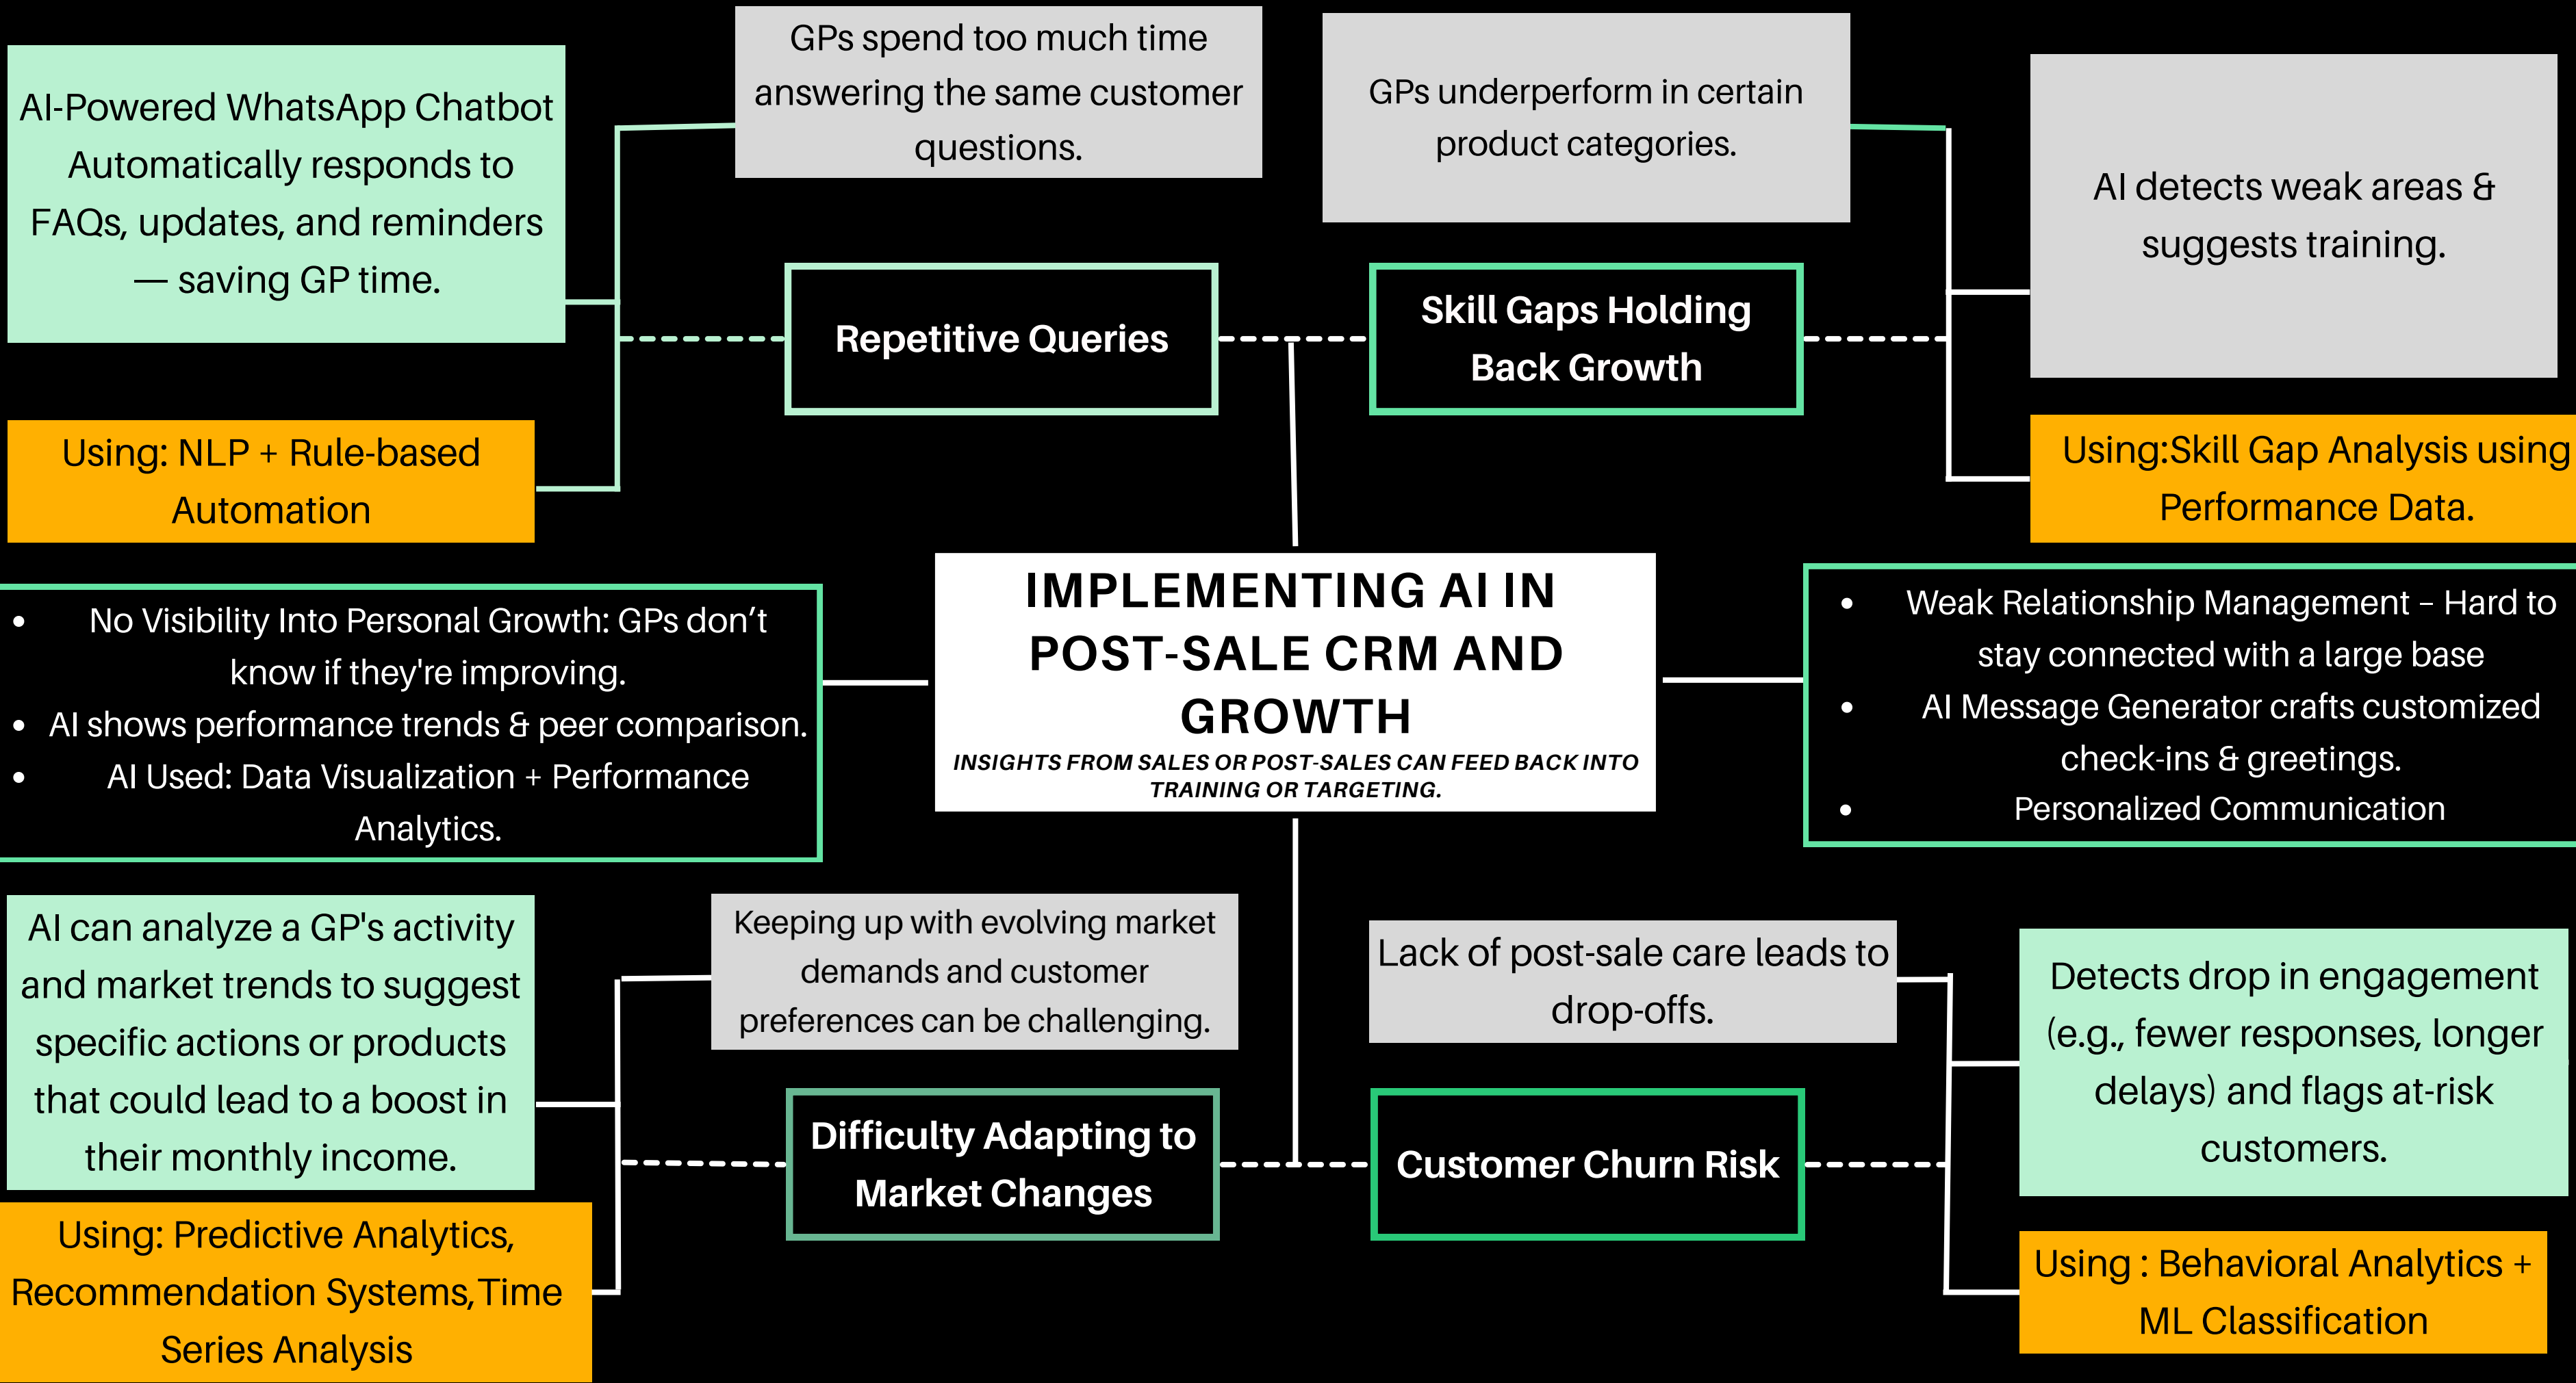 GPs spend too much time
answering the same customer
questions.
GPs underperform in certain
product categories.
AI-Powered WhatsApp Chatbot
Automatically responds to
FAQs, updates, and reminders
— saving GP time.
AI detects weak areas &
suggests training.
Repetitive Queries
Skill Gaps Holding
Back Growth
Using: NLP + Rule-based
Automation
Using:Skill Gap Analysis using
Performance Data.
• No Visibility Into Personal Growth: GPs don’t
know if they're improving.
• AI shows performance trends & peer comparison.
• AI Used: Data Visualization + Performance
Analytics.
IMPLEMENTING AI IN
POST-SALE CRM AND
GROWTH
INSIGHTS FROM SALES OR POST-SALES CAN FEED BACK INTO
TRAINING OR TARGETING.
• Weak Relationship Management – Hard to
stay connected with a large base
• AI Message Generator crafts customized
check-ins & greetings.
• Personalized Communication
AI can analyze a GP's activity
and market trends to suggest
specific actions or products
that could lead to a boost in
their monthly income.
Keeping up with evolving market
demands and customer
preferences can be challenging.
Lack of post-sale care leads to
drop-offs.
Detects drop in engagement
(e.g., fewer responses, longer
delays) and flags at-risk
customers.
Difficulty Adapting to
Market Changes
Customer Churn Risk
Using: Predictive Analytics,
Recommendation Systems,Time
Series Analysis
Using : Behavioral Analytics +
ML Classification